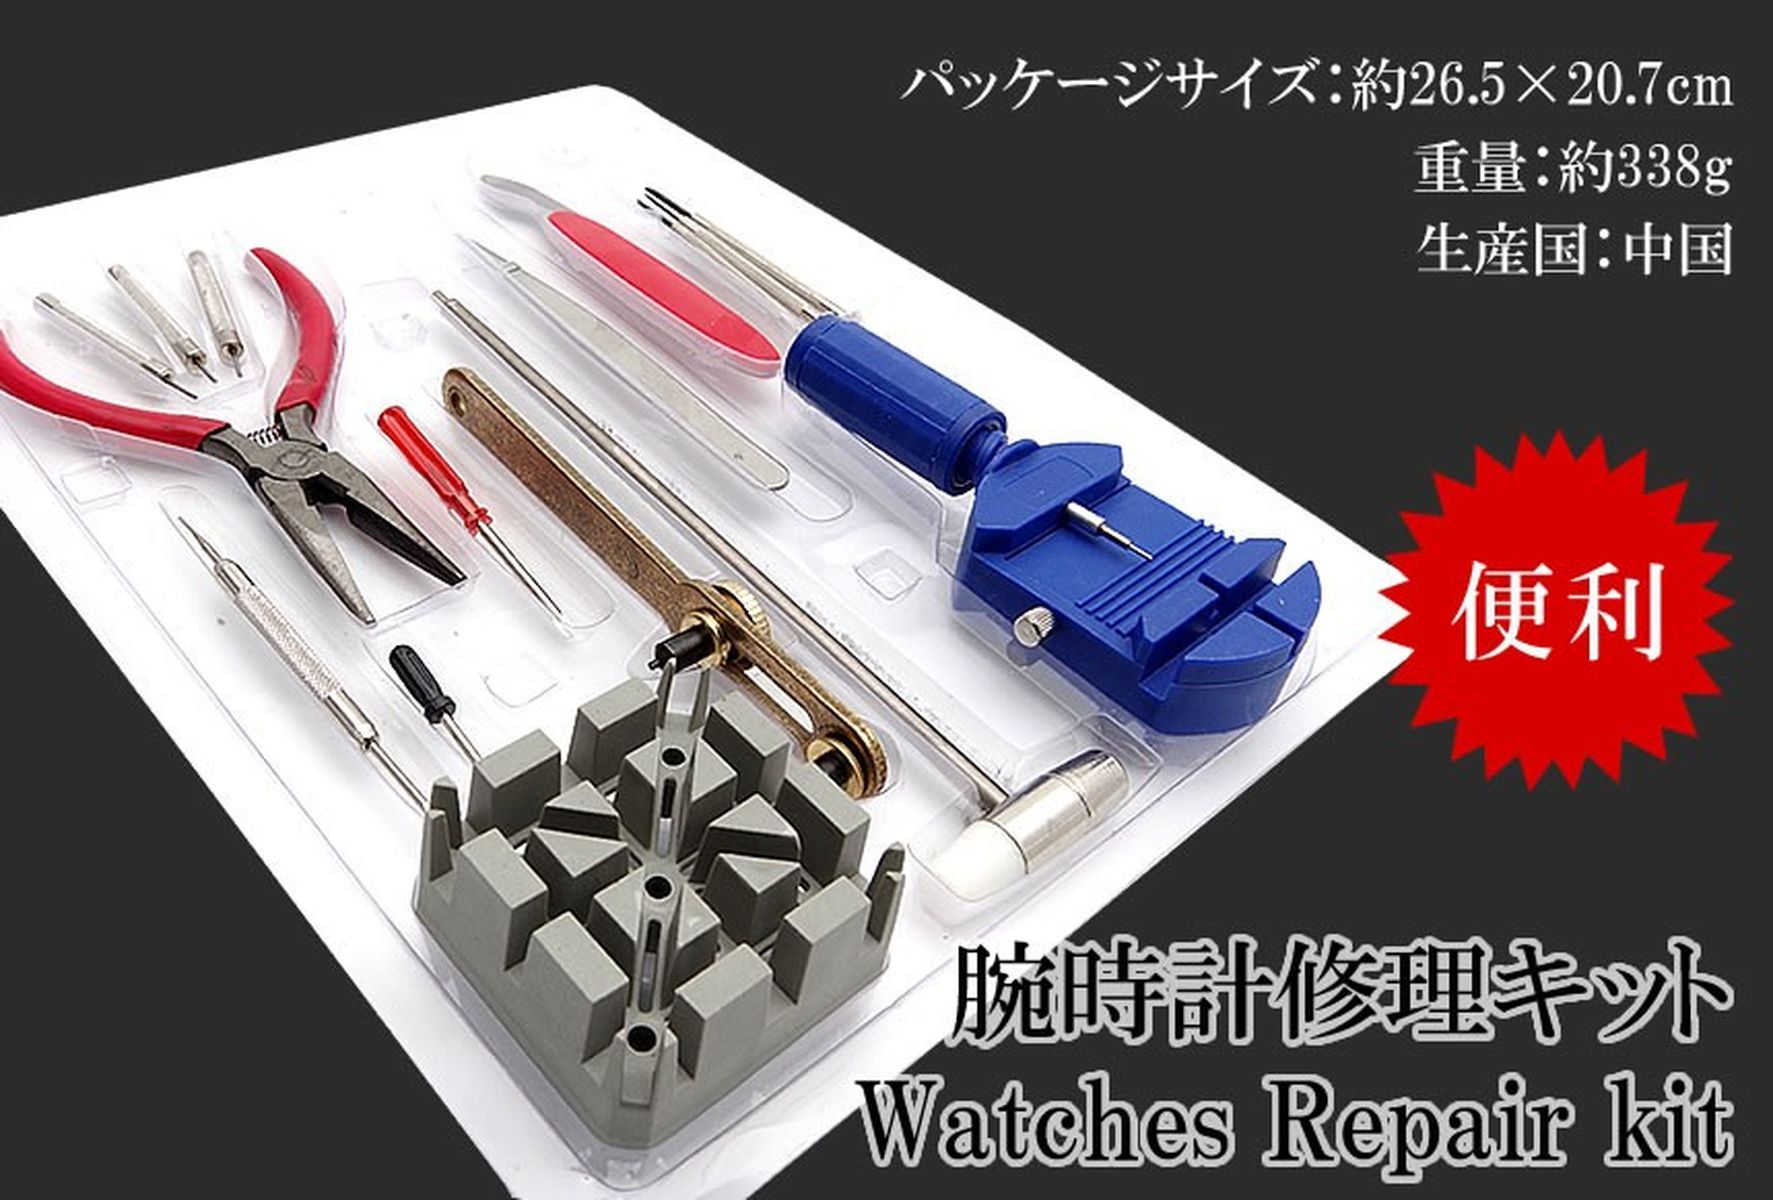 パッケージサイズ：約26.5×20.7cm
重量：約338g
生産国：中国
便利
腕時計修理キット
Watches Repair kit